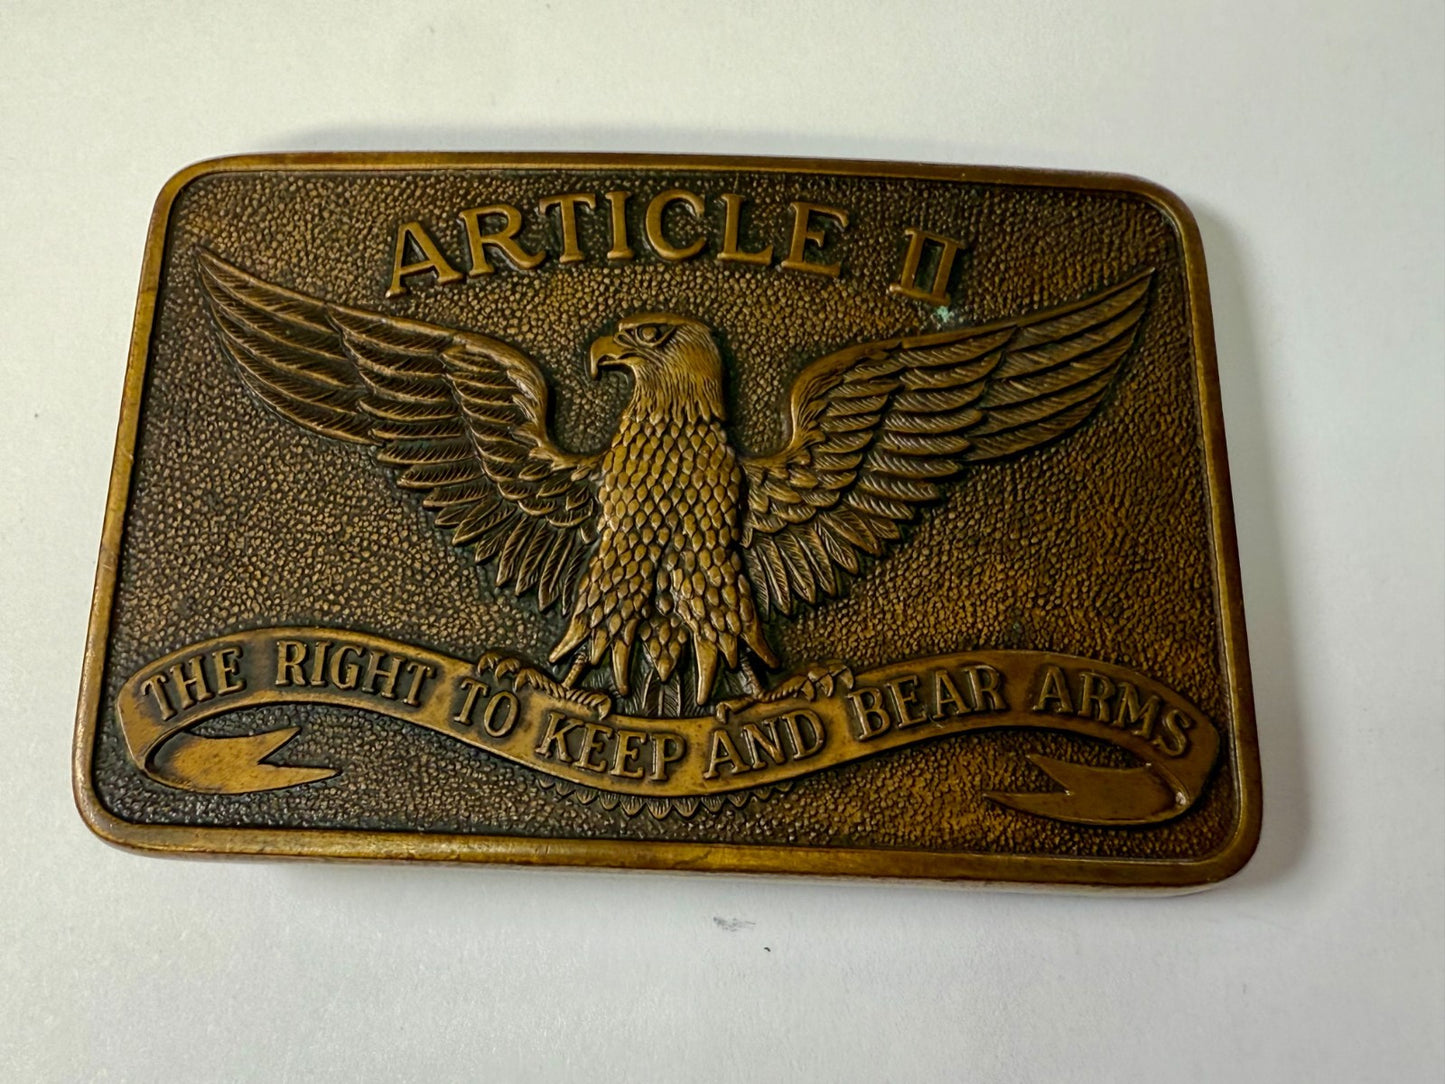 ARTICLE II
THE RIGHT TO KEEP AND BEAR ARMS